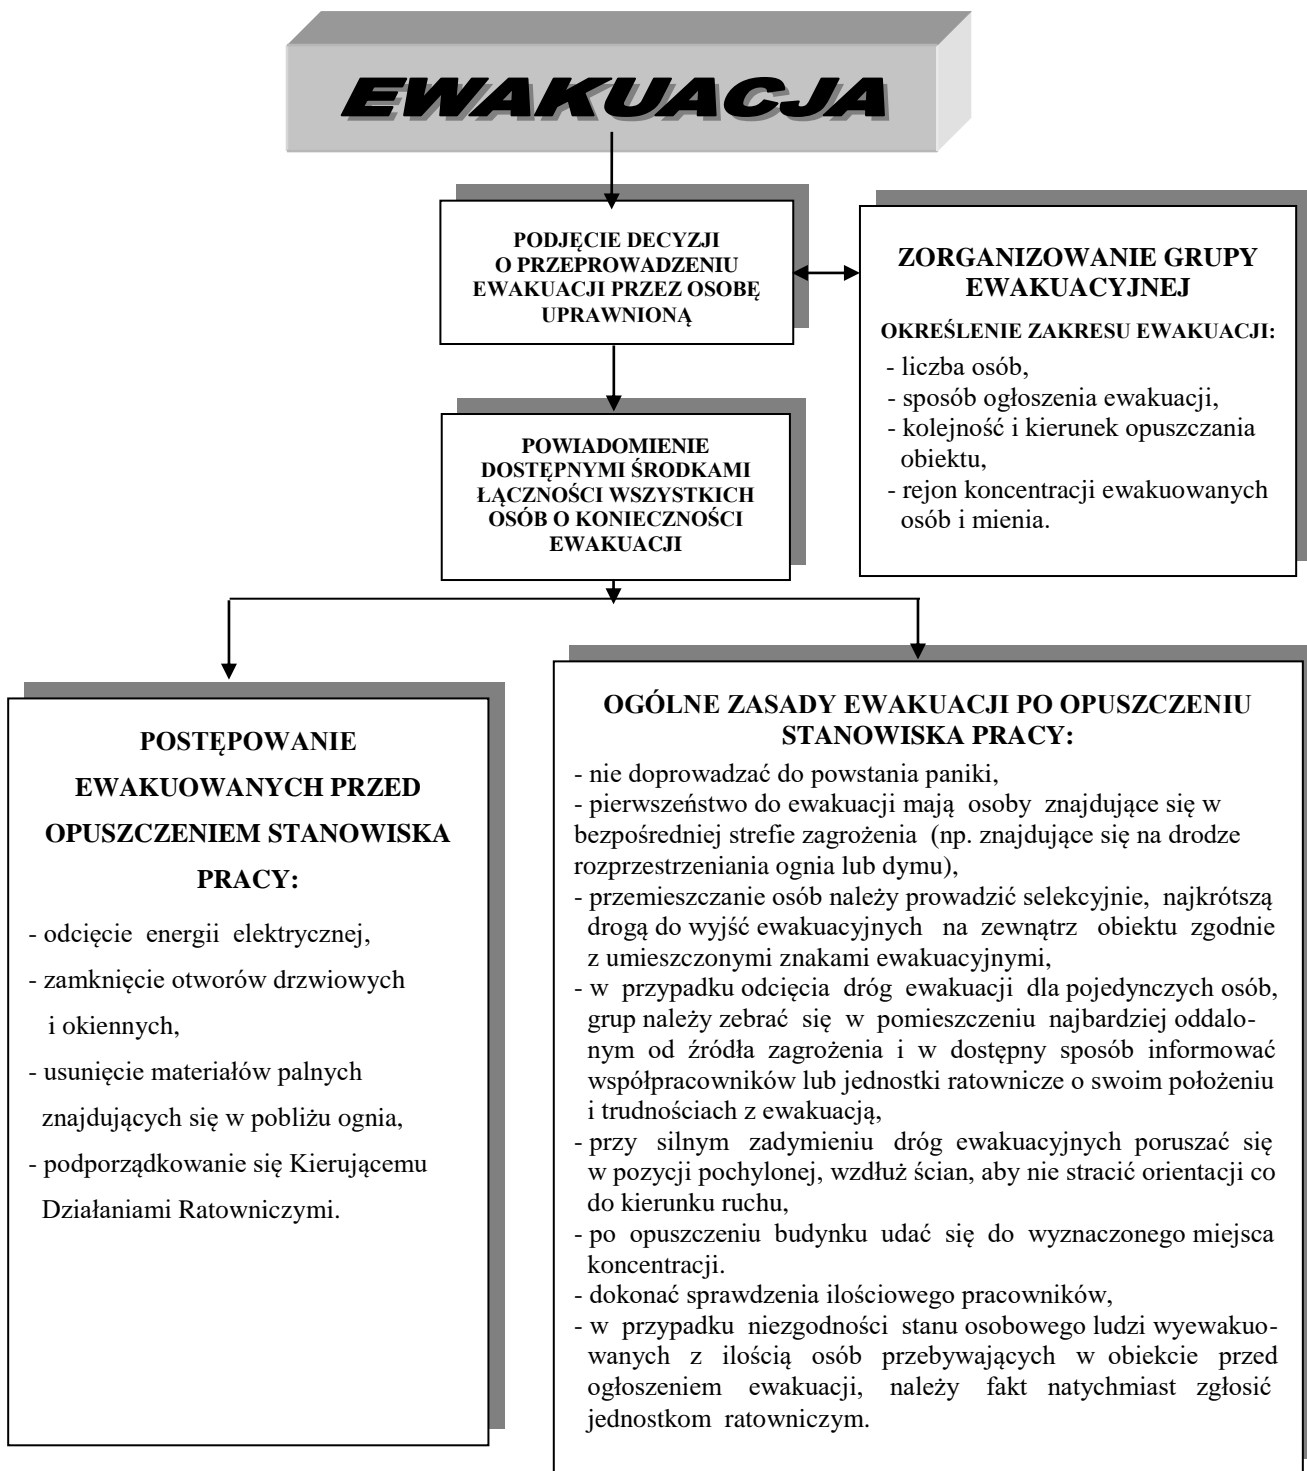 EWAKUACJA
PODJĘCIE DECYZJI
O PRZEPROWADZENIU
EWAKUACJI PRZEZ OSOBĘ
UPRAWNIONĄ
ZORGANIZOWANIE GRUPY
EWAKUACYJNEJ
OKREŚLENIE ZAKRESU EWAKUACJI:
- liczba osób,
- sposób ogłoszenia ewakuacji,
- kolejność i kierunek opuszczania
obiektu,
- rejon koncentracji ewakuowanych
osób i mienia.
POWIADOMIENIE
DOSTĘPNYMI ŚRODKAMI
ŁĄCZNOŚCI WSZYSTKICH
OSÓB O KONIECZNOŚCI
EWAKUACJI
POSTĘPOWANIE
EWAKUOWANYCH PRZED
OPUSZCZENIEM STANOWISKA
PRACY:
- odcięcie energii elektrycznej,
- zamknięcie otworów drzwiowych
i okiennych,
- usunięcie materiałów palnych
znajdujących się w pobliżu ognia,
- podporządkowanie się Kierującemu
Działaniami Ratowniczymi.
OGÓLNE ZASADY EWAKUACJI PO OPUSZCZENIU
STANOWISKA PRACY:
- nie doprowadzać do powstania paniki,
- pierwszeństwo do ewakuacji mają osoby znajdujące się w
bezpośredniej strefie zagrożenia (np. znajdujące się na drodze
rozprzestrzeniania ognia lub dymu),
- przemieszczanie osób należy prowadzić selekcyjnie, najkrótszą
drogą do wyjść ewakuacyjnych na zewnątrz obiektu zgodnie
z umieszczonymi znakami ewakuacyjnymi,
- w przypadku odcięcia dróg ewakuacji dla pojedynczych osób,
grup należy zebrać się w pomieszczeniu najbardziej oddalo-
nym od źródła zagrożenia i w dostępny sposób informować
współpracowników lub jednostki ratownicze o swoim położeniu
i trudnościach z ewakuacją,
- przy silnym zadymieniu dróg ewakuacyjnych poruszać się
w pozycji pochylonej, wzdłuż ścian, aby nie stracić orientacji co
do kierunku ruchu,
- po opuszczeniu budynku udać się do wyznaczonego miejsca
koncentracji.
- dokonać sprawdzenia ilościowego pracowników,
- w przypadku niezgodności stanu osobowego ludzi wyewakuo-
wanych z ilością osób przebywających w obiekcie przed
ogłoszeniem ewakuacji, należy fakt natychmiast zgłosić
jednostkom ratowniczym.